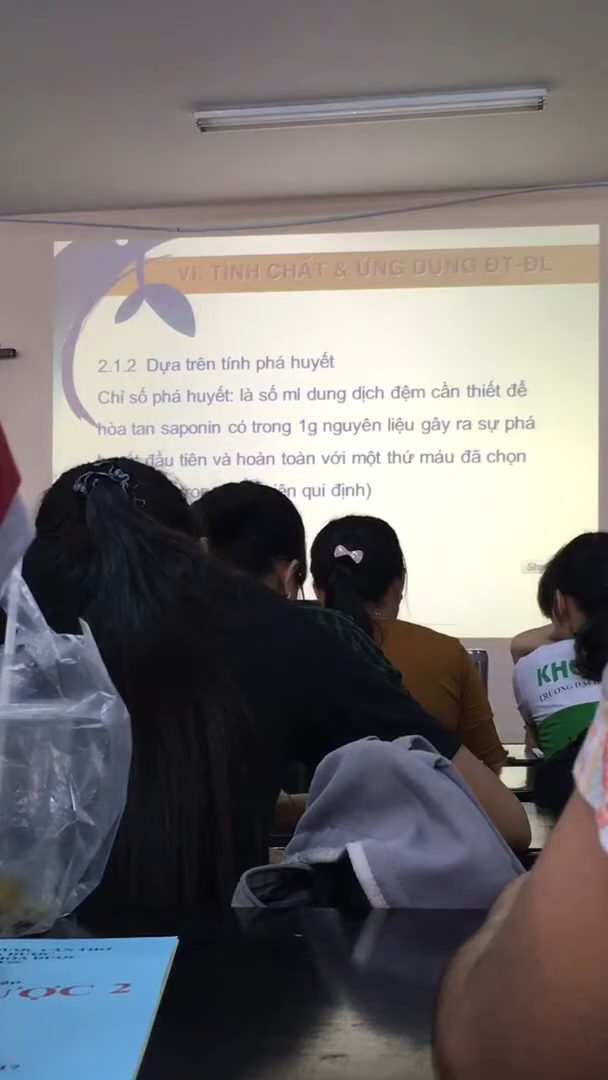 VI. TÍNH CHẤT & ỨNG DỤNG ĐT-ĐL
2.1.2 Dựa trên tính phá huyết
Chỉ số phá huyết: là số ml dung dịch đệm cần thiết để
hòa tan saponin có trong 1g nguyên liệu gây ra sự phá
đầu tiên và hoàn toàn với một thứ máu đã chọn
qui định)
KHO
TRƯỜNG ĐẠI
ƯỢC 2